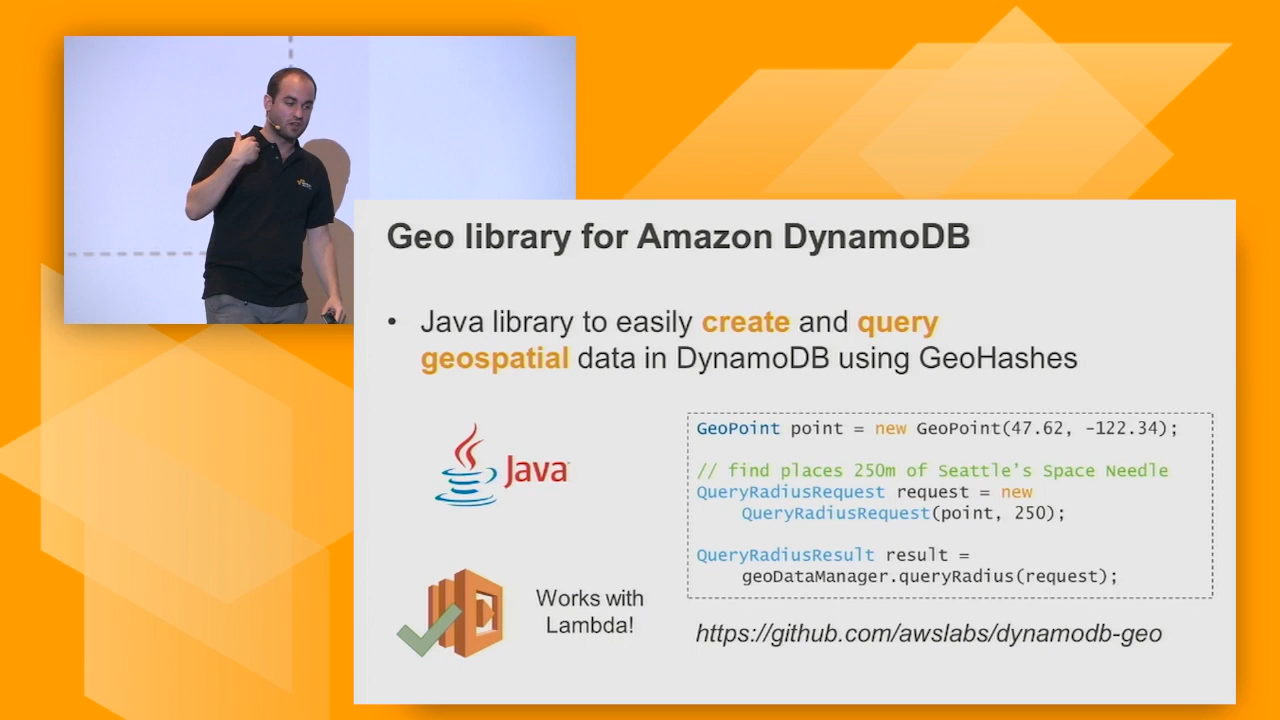 Geo library for Amazon DynamoDB
• Java library to easily create and query
geospatial data in DynamoDB using GeoHashes
Java
GeoPoint point = new GeoPoint(47.62, -122.34);
// find places 250m of Seattle's Space Needle
QueryRadiusRequest request = new
QueryRadiusRequest(point, 250);
QueryRadiusResult result =
geoDataManager.queryRadius(request);
Works with
Lambda!
https://github.com/awslabs/dynamodb-geo